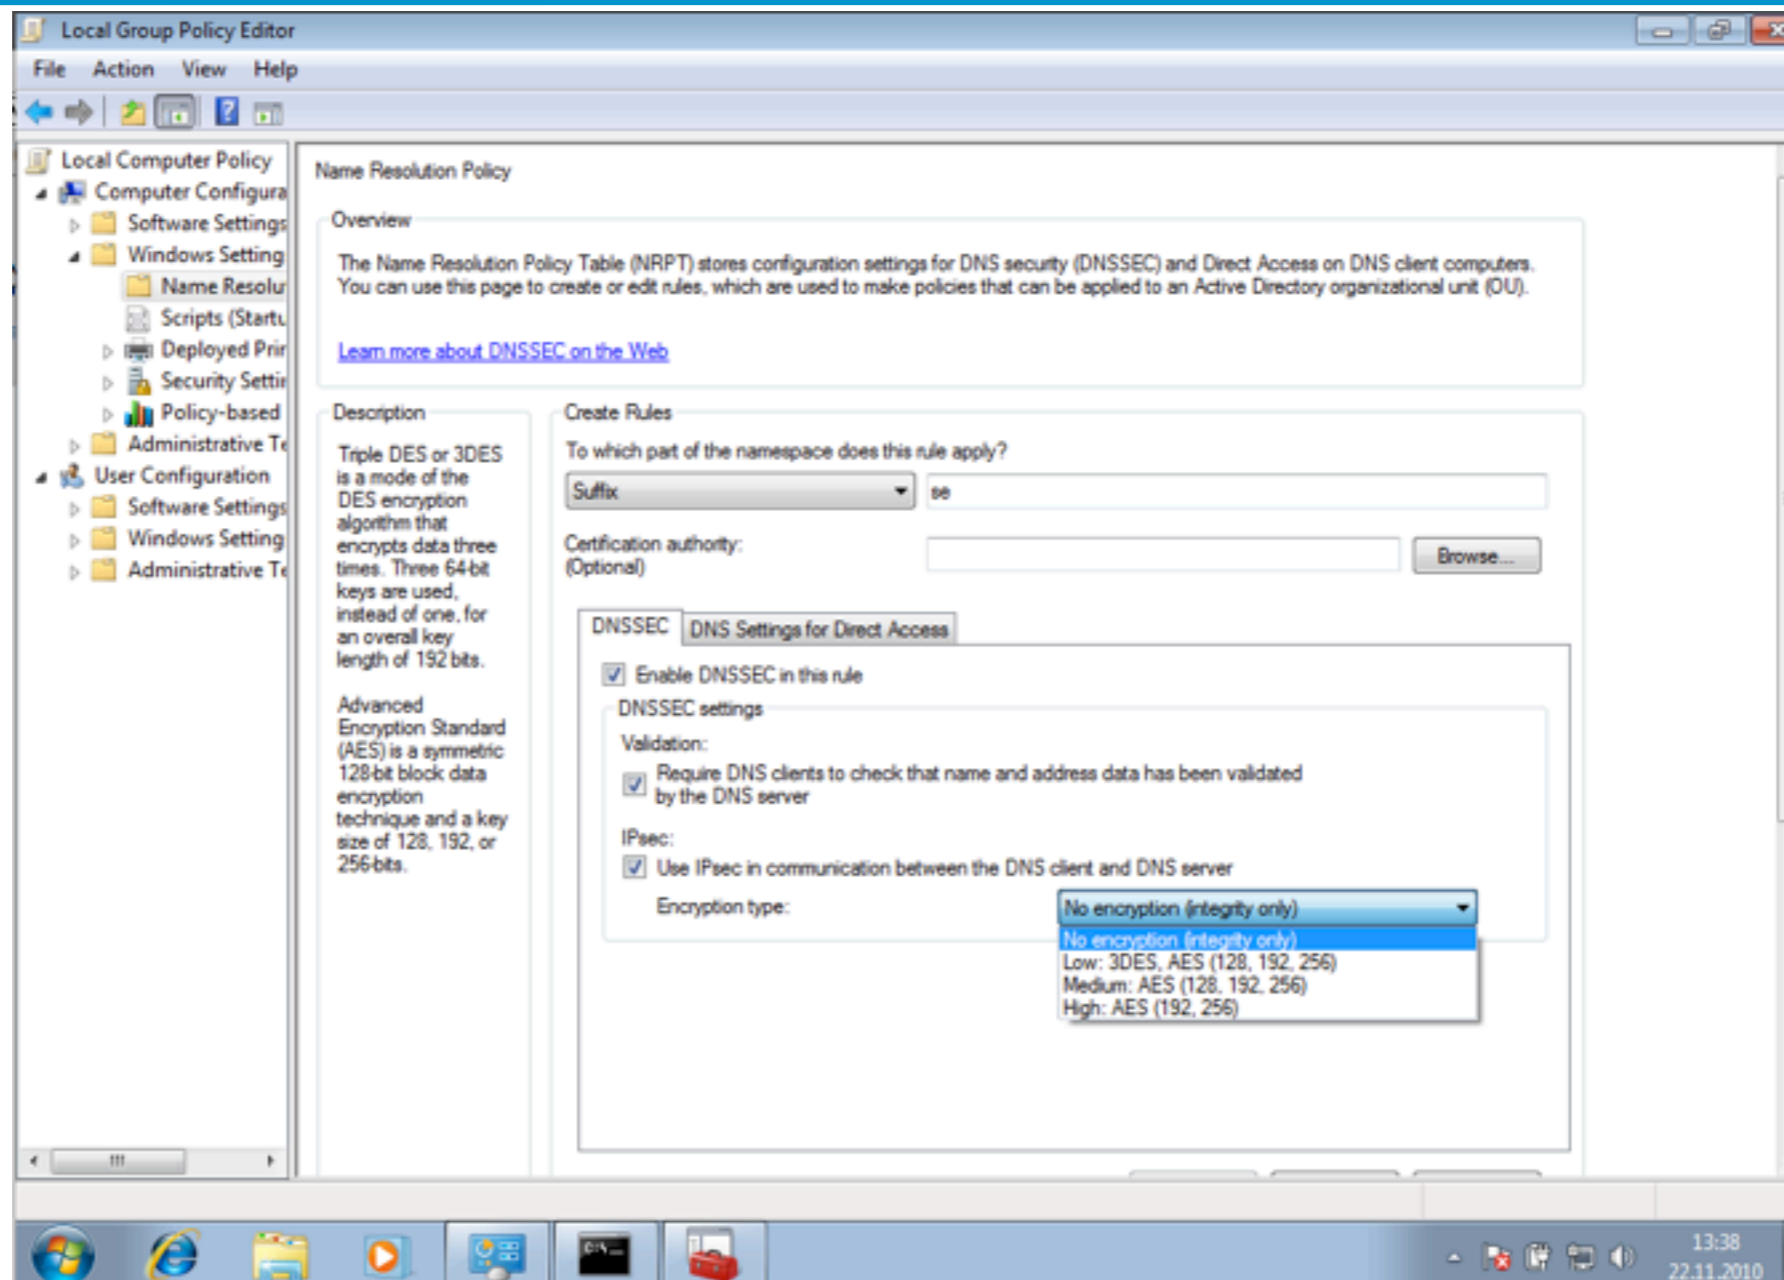 Local Group Policy Editor
File Action View Help
Local Computer Policy
Computer Configura
Software Settings
Windows Setting
Name Resolu
Scripts (Startu
Deployed Prin
Security Settin
Policy-based
Administrative Te
User Configuration
Software Settings
Windows Setting
Administrative Te
Name Resolution Policy
Overview
The Name Resolution Policy Table (NRPT) stores configuration settings for DNS security (DNSSEC) and Direct Access on DNS client computers.
You can use this page to create or edit rules, which are used to make policies that can be applied to an Active Directory organizational unit (OU).
Learn more about DNSSEC on the Web
Description
Triple DES or 3DES
is a mode of the
DES encryption
algorithm that
encrypts data three
times. Three 64-bit
keys are used,
instead of one, for
an overall key
length of 192 bits.
Advanced
Encryption Standard
(AES) is a symmetric
128-bit block data
encryption
technique and a key
size of 128, 192, or
256-bits.
Create Rules
To which part of the namespace does this rule apply?
Suffix se
Certification authority:
(Optional)
Browse...
DNSSEC DNS Settings for Direct Access
Enable DNSSEC in this rule
DNSSEC settings
Validation:
Require DNS clients to check that name and address data has been validated
by the DNS server
IPsec:
Use IPsec in communication between the DNS client and DNS server
Encryption type: No encryption (integrity only)
No encryption (integrity only)
Low: 3DES, AES (128, 192, 256)
Medium: AES (128, 192, 256)
High: AES (192, 256)
13:38
22.11.2010